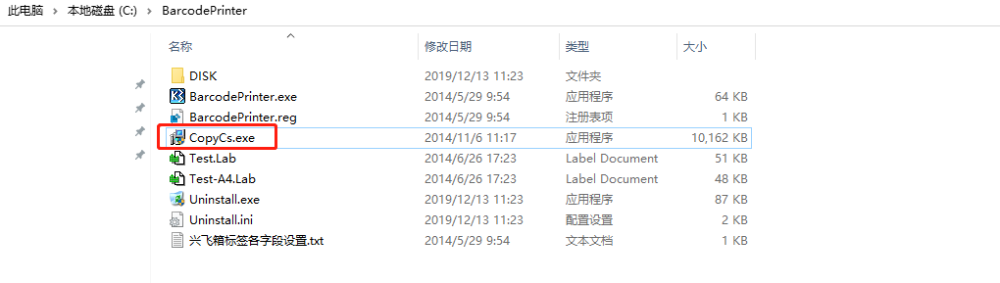 此电脑 > 本地磁盘 (C:) > BarcodePrinter
名称 修改日期 类型 大小
DISK 2019/12/13 11:23 文件夹
BarcodePrinter.exe 2014/5/29 9:54 应用程序 64 KB
BarcodePrinter.reg 2014/5/29 9:54 注册表项 1 KB
CopyCs.exe 2014/11/6 11:17 应用程序 10,162 KB
Test.Lab 2014/6/26 17:23 Label Document 51 KB
Test-A4.Lab 2014/6/26 17:23 Label Document 48 KB
Uninstall.exe 2019/12/13 11:23 应用程序 87 KB
Uninstall.ini 2019/12/13 11:23 配置设置 2 KB
兴飞箱标签各字段设置.txt 2014/5/29 9:54 文本文档 1 KB